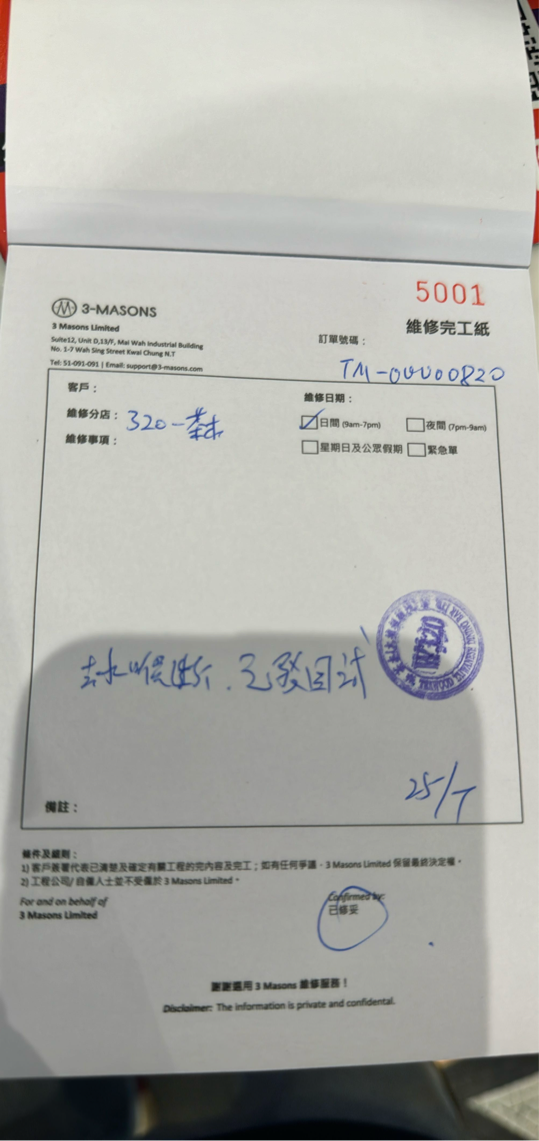 5001
3-MASONS
維修完工紙
3 Masons Limited
Suite12, Unit D,13/F, Mai Wah Industrial Building
No. 1-7 Wah Sing Street Kwai Chung N.T
Tel: 51-091-091 | Email: support@3-masons.com
訂單號碼：
TM-00000820
客戶：
維修日期：
維修分店： 320-
日間 (9am-7pm) 夜間 (7pm-9am)
維修事項：
星期日及公眾假期 緊急單
去水喉
25/7
備註：
條件及細則：
1) 客戶簽署代表已清楚及確定有關工程的完內容及完工；如有任何爭議，3 Masons Limited 保留最終決定權。
2) 工程公司/自僱人士並不受僱於 3 Masons Limited。
For and on behalf of
3 Masons Limited
Confirmed by:
已修妥
謝謝選用 3 Masons 維修服務！
Disclaimer: The information is private and confidental.